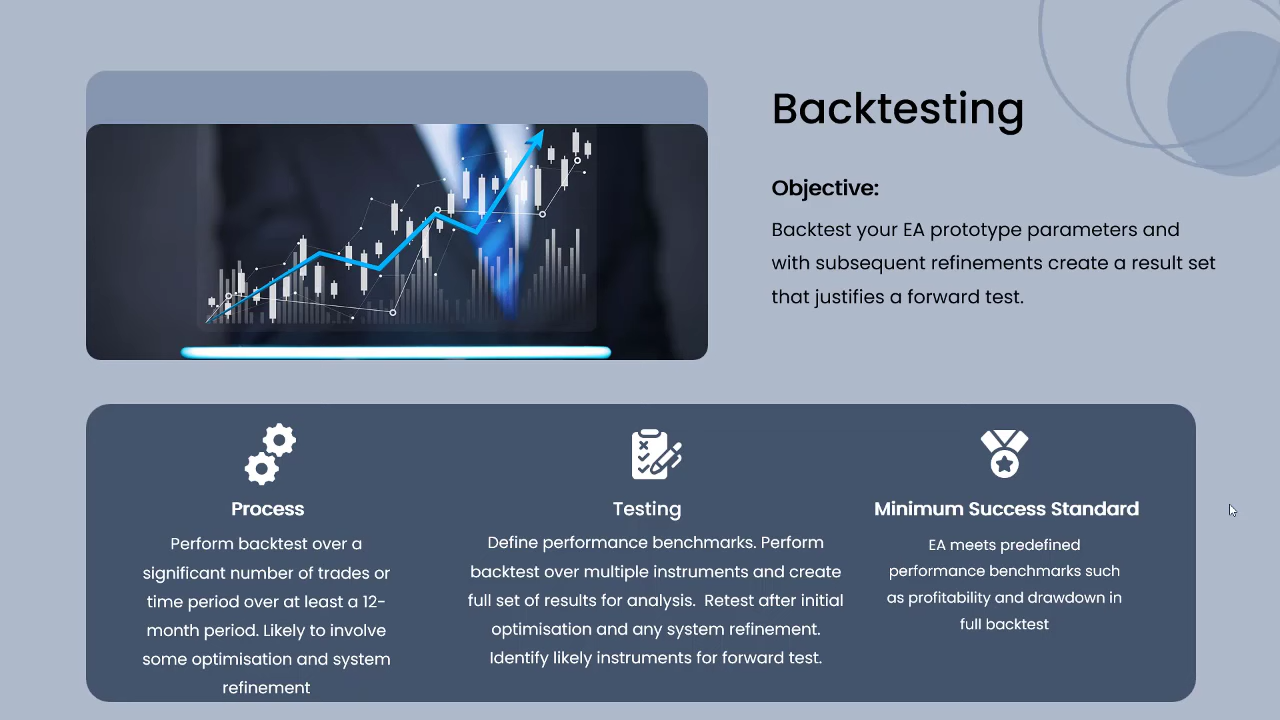 Backtesting
Objective:
Backtest your EA prototype parameters and
with subsequent refinements create a result set
that justifies a forward test.
Process
Perform backtest over a
significant number of trades or
time period over at least a 12-
month period. Likely to involve
some optimisation and system
refinement
Testing
Define performance benchmarks. Perform
backtest over multiple instruments and create
full set of results for analysis.  Retest after initial
optimisation and any system refinement.
Identify likely instruments for forward test.
Minimum Success Standard
EA meets predefined
performance benchmarks such
as profitability and drawdown in
full backtest